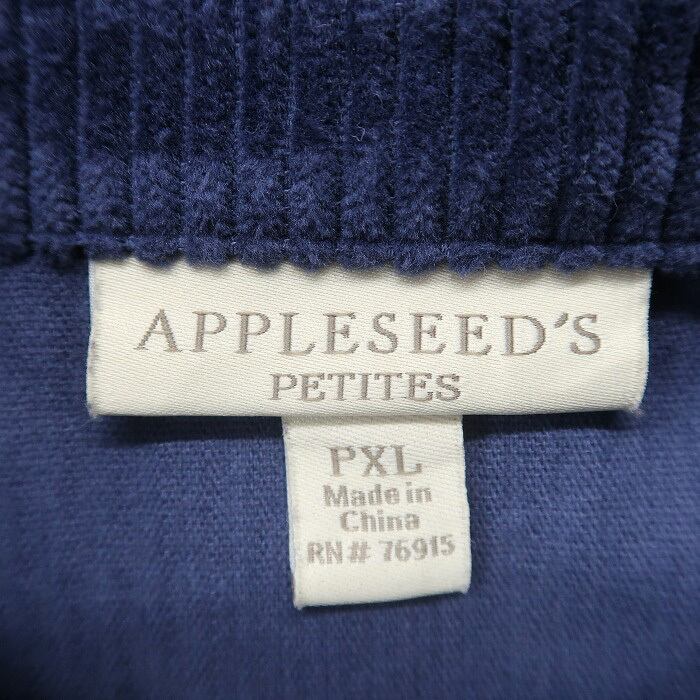 APPLESEED'S
PETITES
PXL
Made in
China
RN# 76915